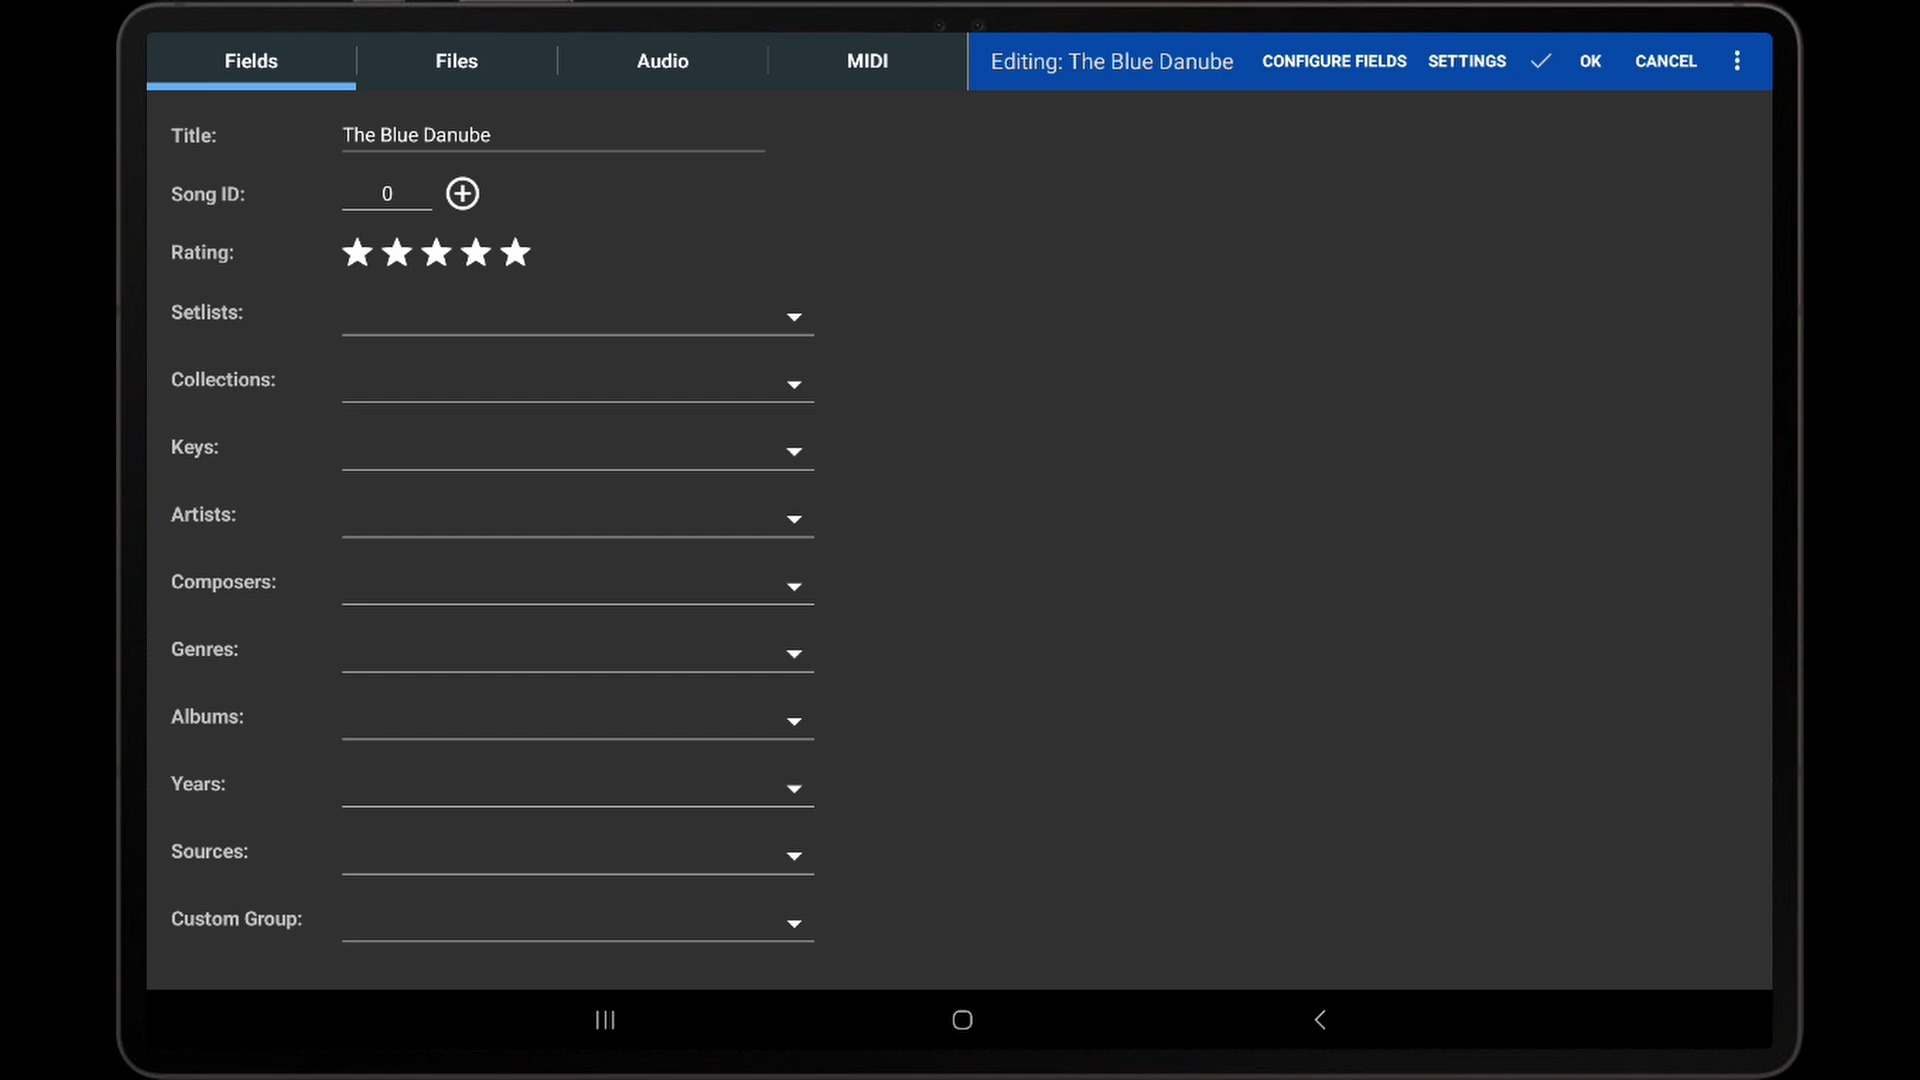 Fields Files Audio MIDI Editing: The Blue Danube CONFIGURE FIELDS SETTINGS OK CANCEL
Title: The Blue Danube
Song ID: 0
Rating:
Setlists:
Collections:
Keys:
Artists:
Composers:
Genres:
Albums:
Years:
Sources:
Custom Group: